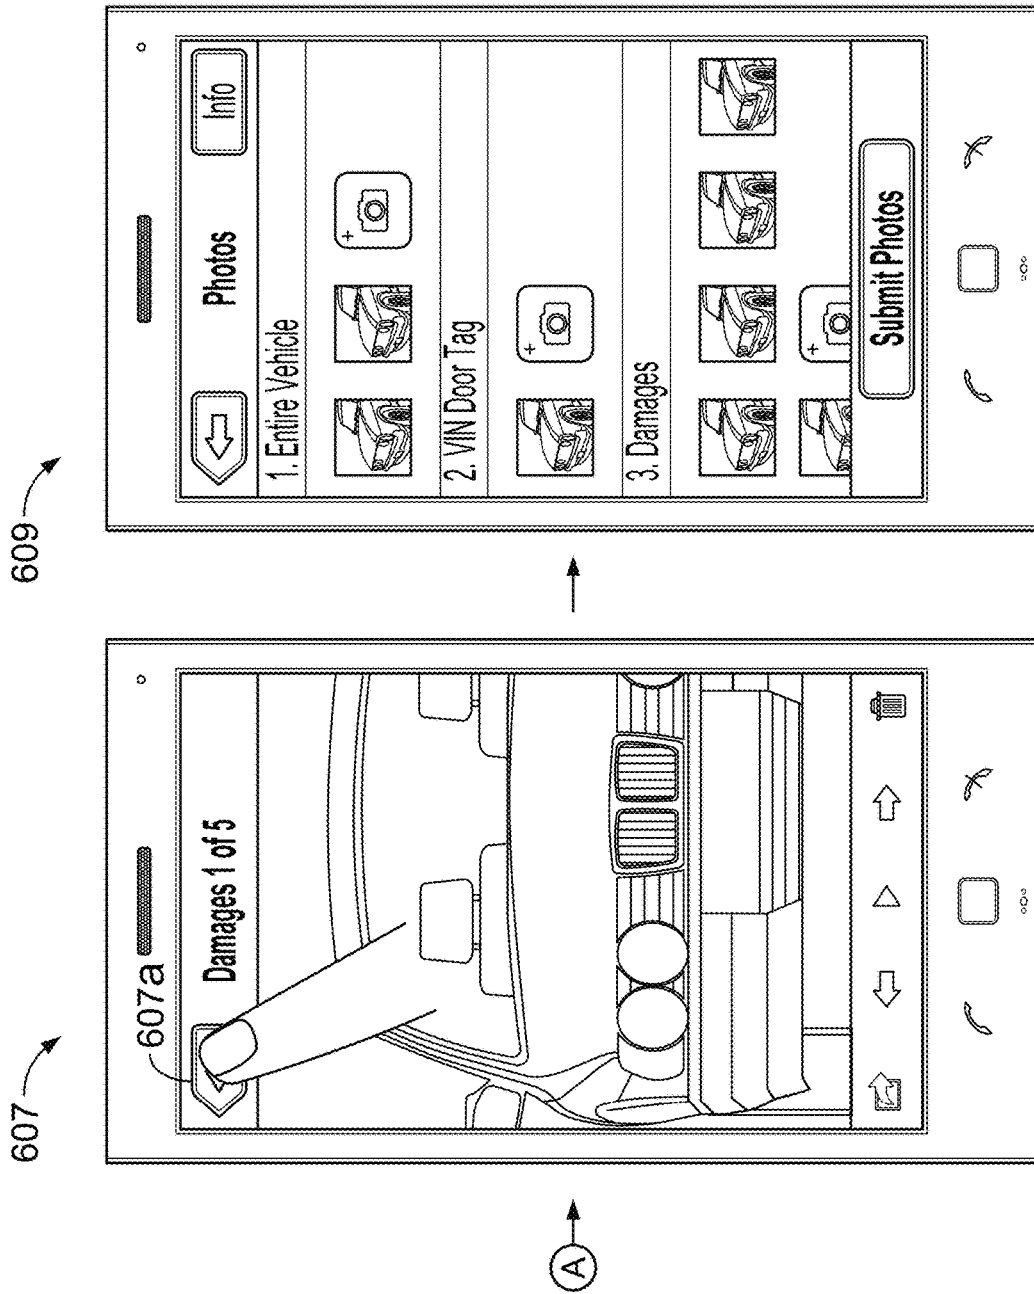 607
609
607a
Damages 1 of 5
Photos
Info
1. Entire Vehicle
+
2. VIN Door Tag
+
3. Damages
+
Submit Photos
A